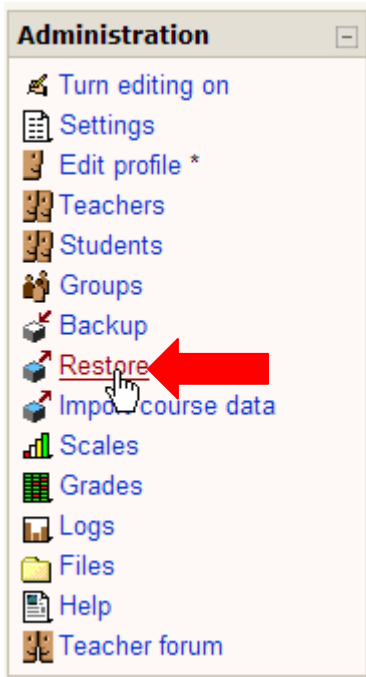 Administration
Turn editing on
Settings
Edit profile *
Teachers
Students
Groups
Backup
Restore
Import course data
Scales
Grades
Logs
Files
Help
Teacher forum